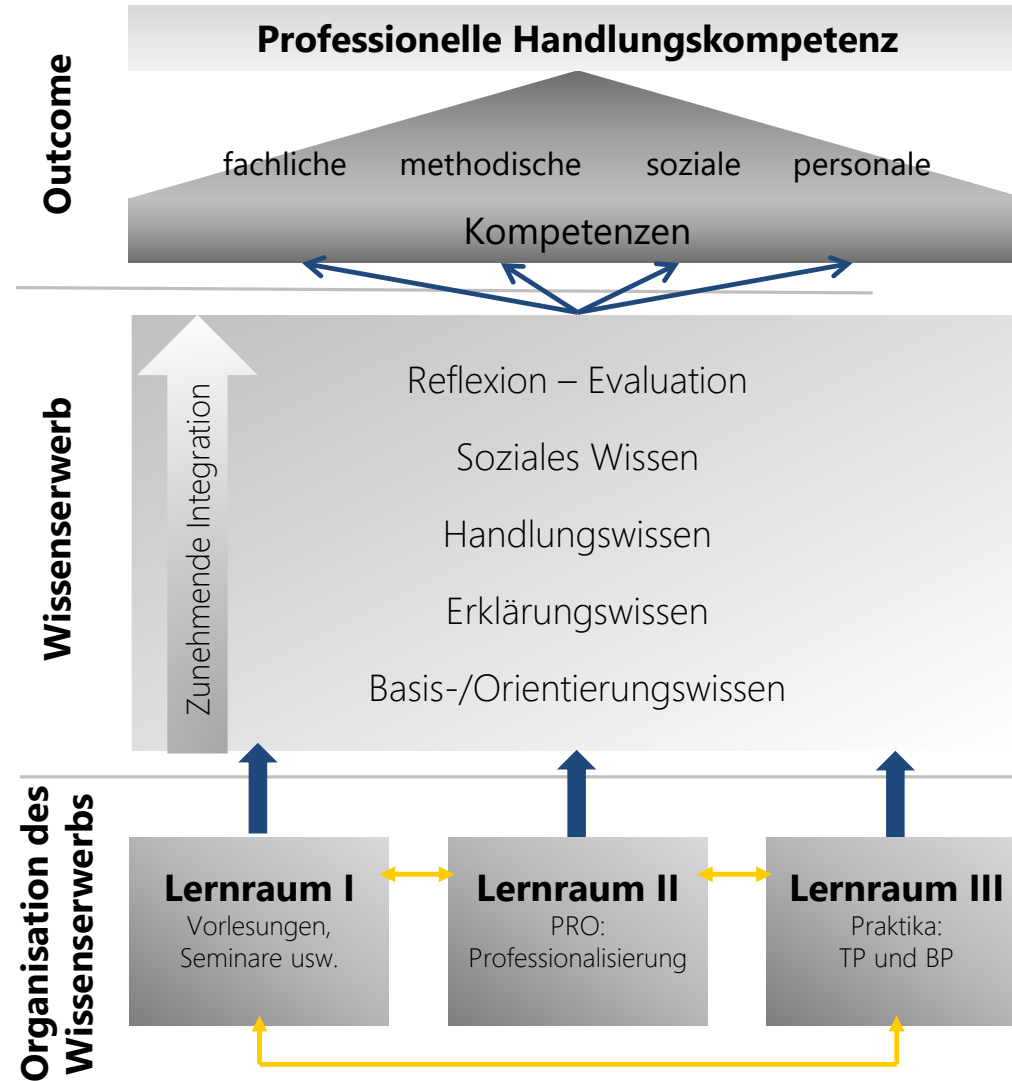 Outcome
Professionelle Handlungskompetenz
fachliche methodische soziale personale
Kompetenzen
Wissenserwerb
Zunehmende Integration
Reflexion – Evaluation
Soziales Wissen
Handlungswissen
Erklärungswissen
Basis-/Orientierungswissen
Organisation des
Wissenserwerbs
Lernraum I
Vorlesungen,
Seminare usw.
Lernraum II
PRO:
Professionalisierung
Lernraum III
Praktika:
TP und BP